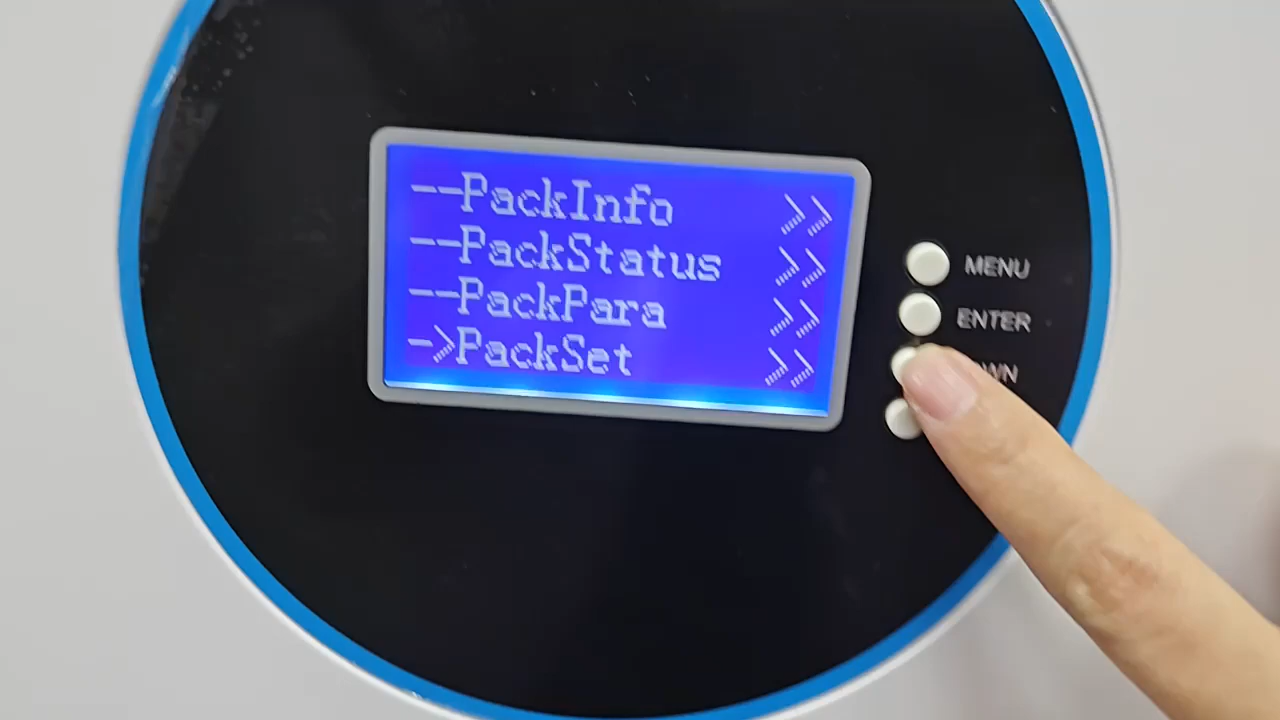 --PackInfo >>
--PackStatus >>
--PackPara >>
->PackSet >>
MENU
ENTER